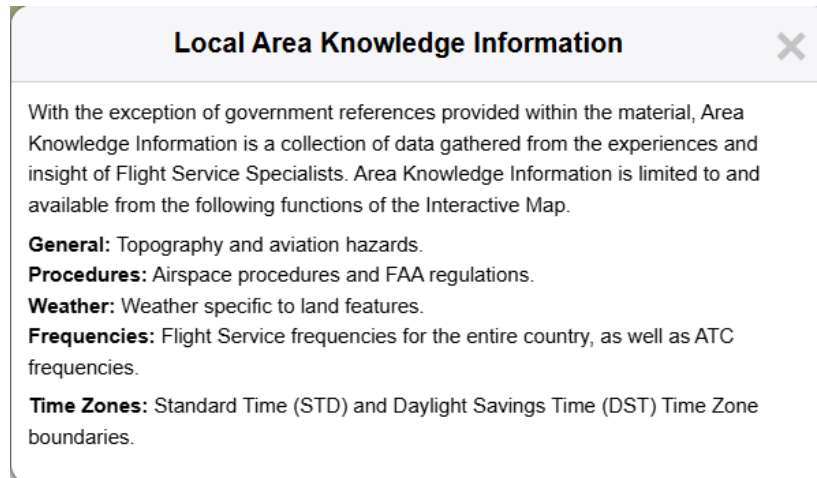 Local Area Knowledge Information
With the exception of government references provided within the material, Area
Knowledge Information is a collection of data gathered from the experiences and
insight of Flight Service Specialists. Area Knowledge Information is limited to and
available from the following functions of the Interactive Map.
General: Topography and aviation hazards.
Procedures: Airspace procedures and FAA regulations.
Weather: Weather specific to land features.
Frequencies: Flight Service frequencies for the entire country, as well as ATC
frequencies.
Time Zones: Standard Time (STD) and Daylight Savings Time (DST) Time Zone
boundaries.